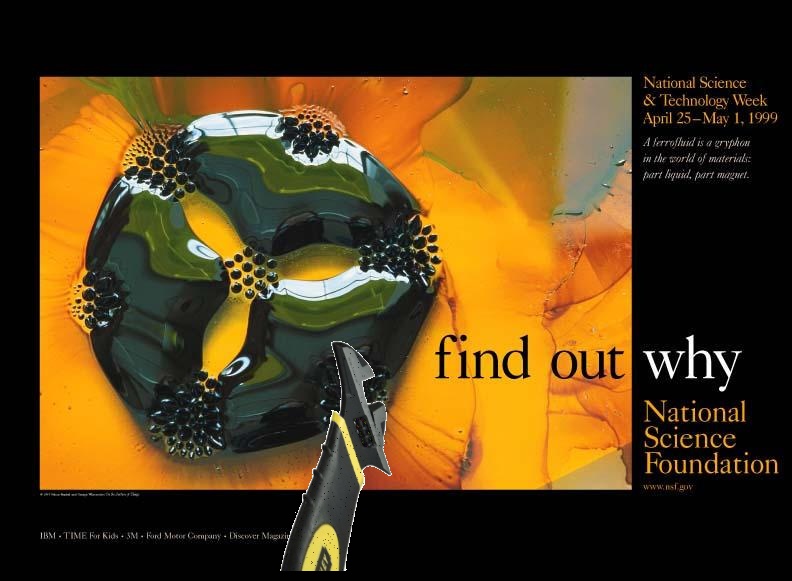 National Science
& Technology Week
April 25–May 1, 1999
A ferrofluid is a gryphon
in the world of materials:
part liquid, part magnet.
find out why
National
Science
Foundation
www.nsf.gov
IBM • TIME For Kids • 3M • Ford Motor Company • Discover